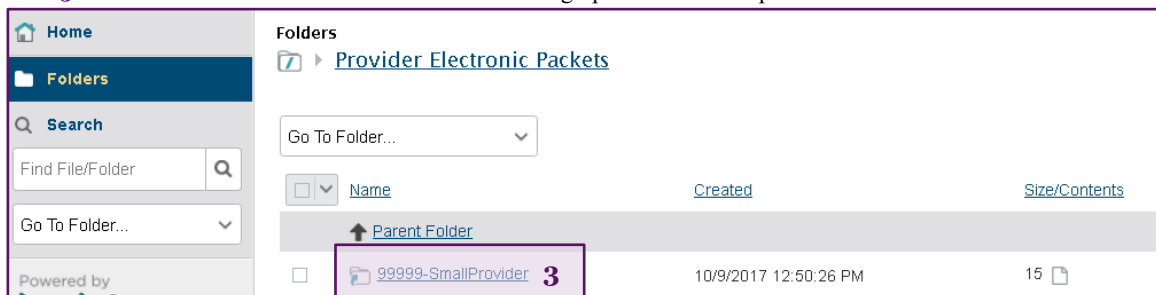 Home
Folders
Search
Find File/Folder
Go To Folder...
Powered by
Folders
Provider Electronic Packets
Go To Folder...
Name Created Size/Contents
Parent Folder
99999-SmallProvider 3 10/9/2017 12:50:26 PM 15